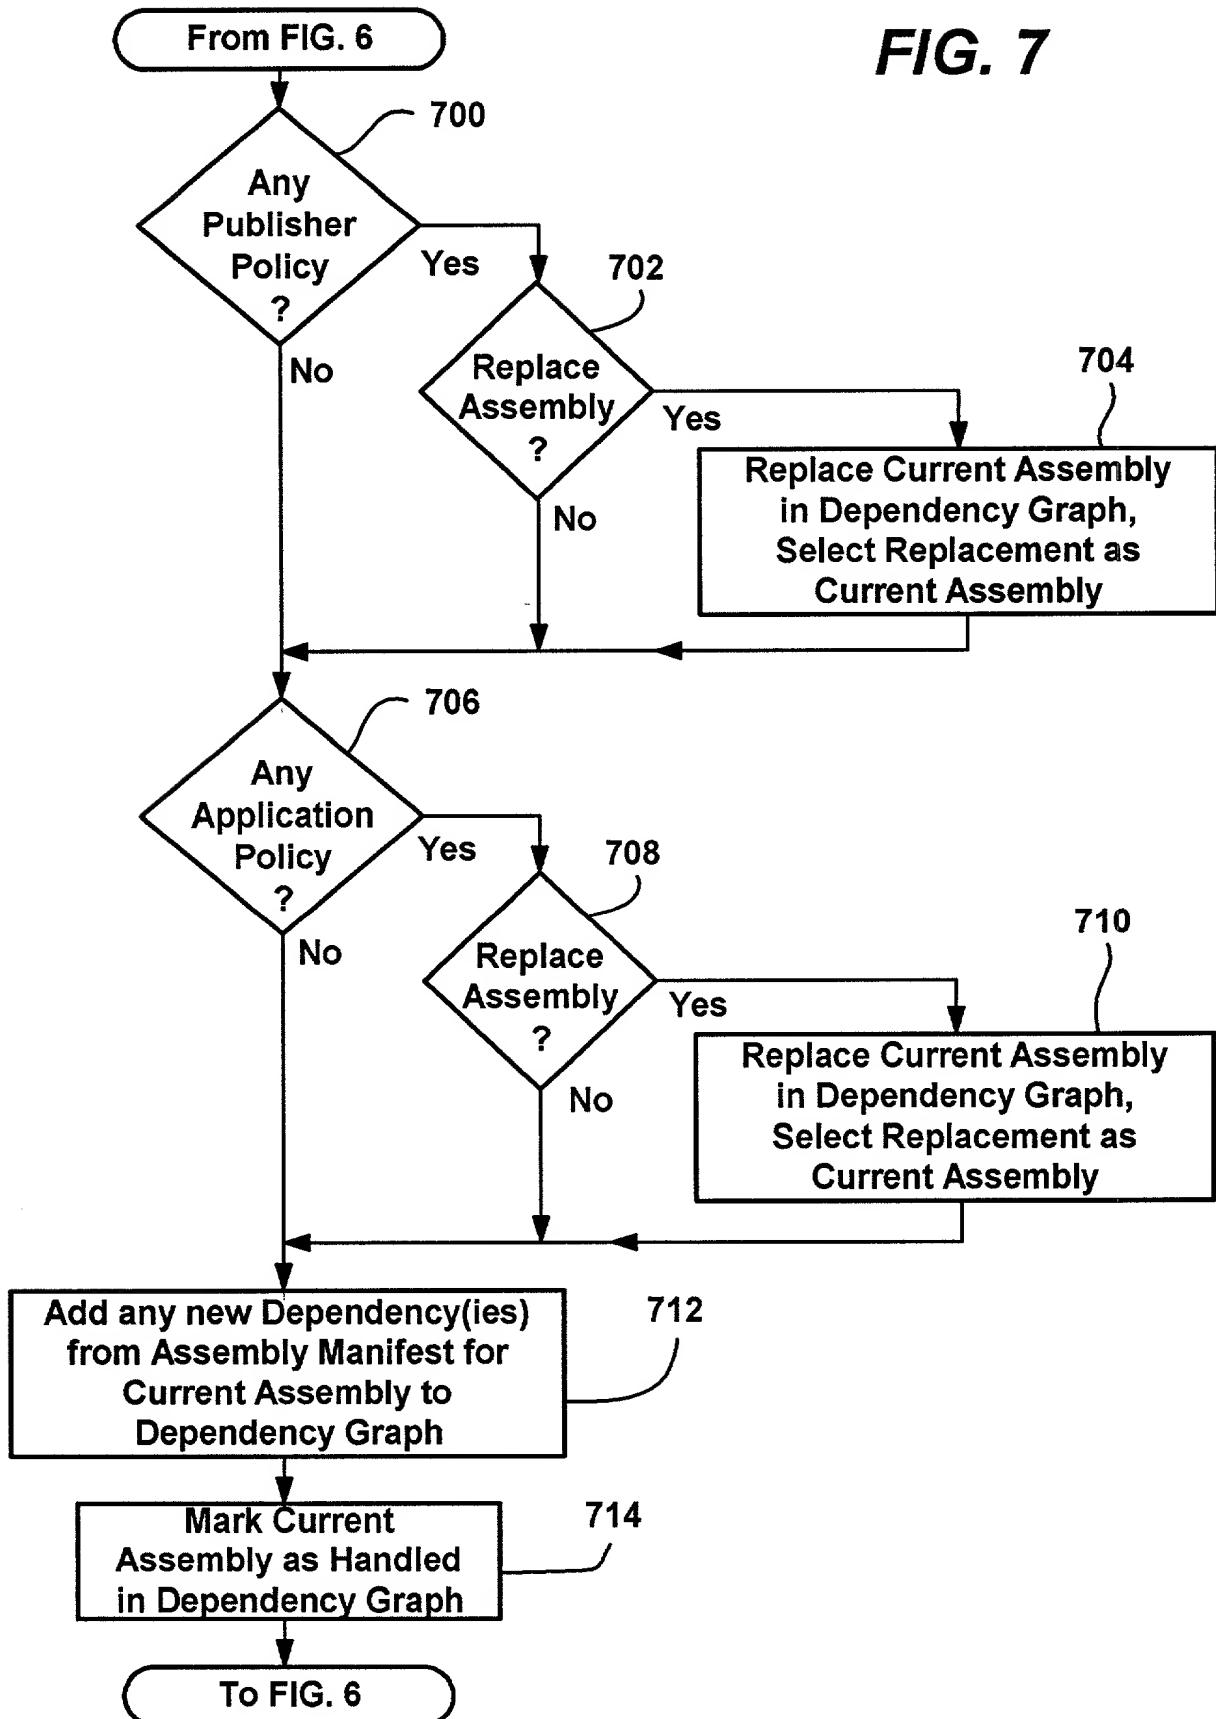 From FIG. 6
FIG. 7
700
Any
Publisher
Policy
?
Yes
No
702
Replace
Assembly
?
Yes
No
704
Replace Current Assembly
in Dependency Graph,
Select Replacement as
Current Assembly
706
Any
Application
Policy
?
Yes
No
708
Replace
Assembly
?
Yes
No
710
Replace Current Assembly
in Dependency Graph,
Select Replacement as
Current Assembly
Add any new Dependency(ies)
from Assembly Manifest for
Current Assembly to
Dependency Graph
712
Mark Current
Assembly as Handled
in Dependency Graph
714
To FIG. 6